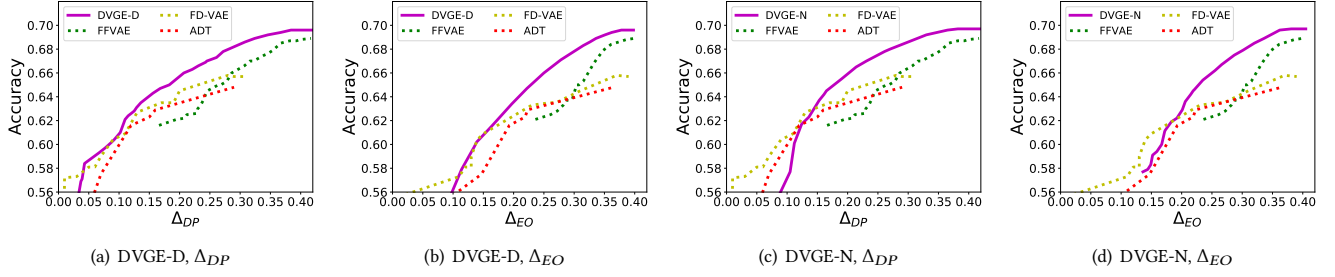 DVGE-D FD-VAE
FFVAE ADT
Accuracy
0.70
0.68
0.66
0.64
0.62
0.60
0.58
0.56
0.00 0.05 0.10 0.15 0.20 0.25 0.30 0.35 0.40
Δ_DP
(a) DVGE-D, Δ_DP
DVGE-D FD-VAE
FFVAE ADT
Accuracy
0.70
0.68
0.66
0.64
0.62
0.60
0.58
0.56
0.00 0.05 0.10 0.15 0.20 0.25 0.30 0.35 0.40
Δ_EO
(b) DVGE-D, Δ_EO
DVGE-N FD-VAE
FFVAE ADT
Accuracy
0.70
0.68
0.66
0.64
0.62
0.60
0.58
0.56
0.00 0.05 0.10 0.15 0.20 0.25 0.30 0.35 0.40
Δ_DP
(c) DVGE-N, Δ_DP
DVGE-N FD-VAE
FFVAE ADT
Accuracy
0.70
0.68
0.66
0.64
0.62
0.60
0.58
0.56
0.00 0.05 0.10 0.15 0.20 0.25 0.30 0.35 0.40
Δ_EO
(d) DVGE-N, Δ_EO